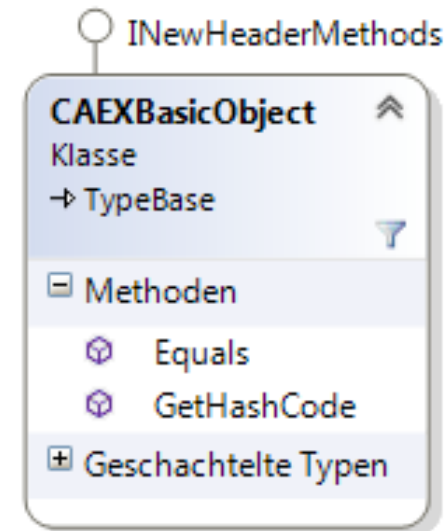 INewHeaderMethods
CAEXBasicObject
Klasse
TypeBase
Methoden
Equals
GetHashCode
Geschachtelte Typen